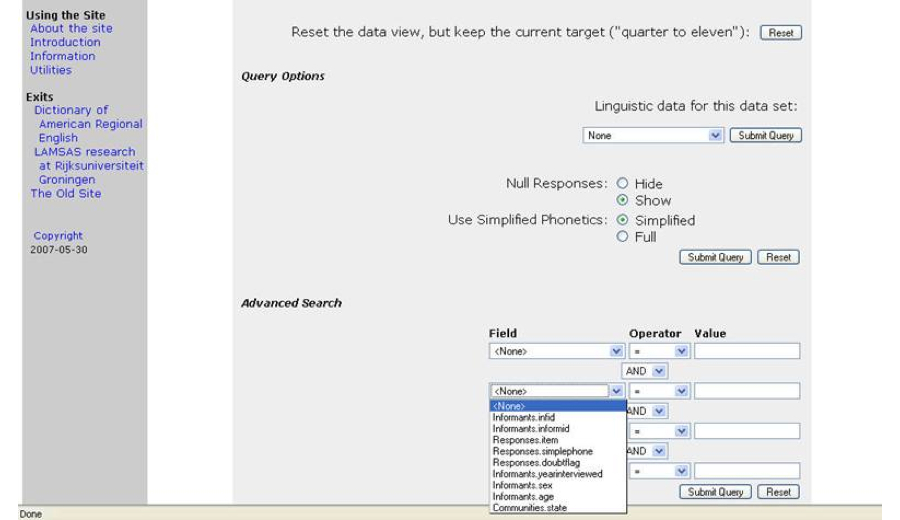 Using the Site
About the site
Introduction
Information
Utilities
Exits
Dictionary of
American Regional
English
LAMSAS research
at Rijksuniversiteit
Groningen
The Old Site
Copyright
2007-05-30
Reset the data view, but keep the current target ("quarter to eleven"): Reset
Query Options
Linguistic data for this data set:
None Submit Query
Null Responses: Hide
Show
Use Simplified Phonetics: Simplified
Full
Submit Query Reset
Advanced Search
Field Operator Value
<None> =
AND
<None> =
<None>
AND
Informants.infid
Informants.informid
=
Responses.item
Responses.simplephone
AND
Responses.doubtflag
Informants.yearinterviewed
=
Informants.sex
Informants.age
Submit Query Reset
Communities.state
Done